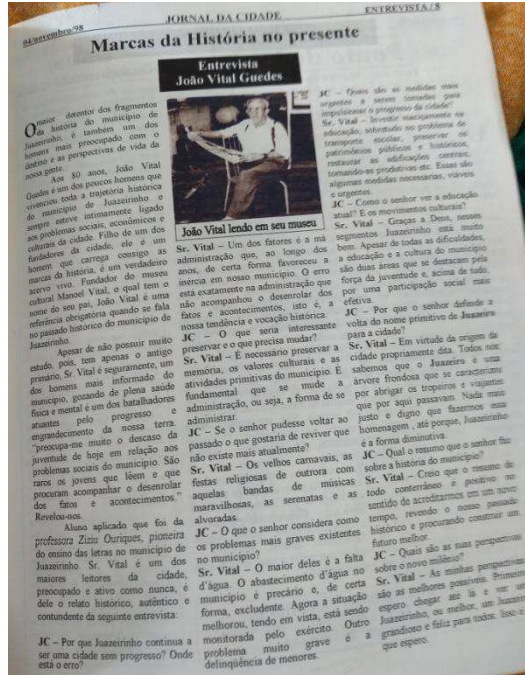 04/novembro/98
JORNAL DA CIDADE
ENTREVISTA / 8
Marcas da História no presente
Entrevista
João Vital Guedes
O maior detentor dos fragmentos
da história do município de
Juazeirinho, é também um dos
homens mais preocupado com o
destino e as perspectivas de vida da
nossa gente.
Aos 80 anos, João Vital
Guedes é um dos poucos homens que
vivenciou toda a trajetória histórica
do município de Juazeirinho e
sempre esteve intimamente ligado
aos problemas sociais, econômicos e
culturais da cidade. Filho de um dos
fundadores da cidade, ele é um
homem que carrega consigo as
marcas da história, é um verdadeiro
acervo vivo. Fundador do museu
cultural Manoel Vital, o qual tem o
nome do seu pai, João Vital é uma
referência obrigatória quando se fala
no passado histórico do município de
Juazeirinho.
Apesar de não possuir muito
estudo, pois, tem apenas o antigo
primário, Sr. Vital é seguramente, um
dos homens mais informado do
município, gozando de plena saúde
física e mental é um dos batalhadores
atuantes pelo progresso e
engrandecimento da nossa terra.
"preocupa-me muito o descaso da
juventude de hoje em relação aos
problemas sociais do município. São
raros os jovens que lêem e que
procuram acompanhar o desenrolar
dos fatos e acontecimentos."
Revelou-nos.
Aluno aplicado que foi da
professora Zizu Ouriques, pioneira
do ensino das letras no município de
Juazeirinho. Sr. Vital é um dos
maiores leitores da cidade,
preocupado e ativo como nunca, é
dele o relato histórico, autêntico e
contundente da seguinte entrevista:
JC – Por que Juazeirinho continua a
ser uma cidade sem progresso? Onde
está o erro?
João Vital lendo em seu museu
Sr. Vital – Um dos fatores é a má
administração que, ao longo dos
anos, de certa forma favoreceu a
inércia em nosso município. O erro
está exatamente na administração que
não acompanhou o desenrolar dos
fatos e acontecimentos, isto é, a
nossa tendência e vocação histórica.
JC – O que seria interessante
preservar e o que precisa mudar?
Sr. Vital – É necessário preservar a
memória, os valores culturais e as
atividades primitivas do município. É
fundamental que se mude a
administração, ou seja, a forma de se
administrar.
JC – Se o senhor pudesse voltar ao
passado o que gostaria de reviver que
não existe mais atualmente?
Sr. Vital – Os velhos carnavais, as
festas religiosas de outrora com
aquelas bandas de músicas
maravilhosas, as serenatas e as
alvoradas.
JC – O que o senhor considera como
os problemas mais graves existentes
no município?
Sr. Vital – O maior deles é a falta
d'água. O abastecimento d'água no
município é precário e, de certa
forma, excludente. Agora a situação
melhorou, tendo em vista, está sendo
monitorada pelo exército. Outro
problema muito grave é a
delinqüência de menores.
JC – Quais são as medidas mais
urgentes a serem tomadas para
impulsionar o progresso da cidade?
Sr. Vital – Investir maciçamente na
educação, sobretudo no problema de
transporte escolar, preservar os
patrimônios públicos e históricos,
restaurar as edificações centrais,
tornando-as produtivas etc. Essas são
algumas medidas necessárias, viáveis
e urgentes.
JC – Como o senhor ver a educação
atual? E os movimentos culturais?
Sr. Vital – Graças a Deus, nesses
segmentos Juazeirinho está muito
bem. Apesar de todas as dificuldades,
a educação e a cultura do município
são duas áreas que se destacam pela
força da juventude e, acima de tudo,
por uma participação social mais
efetiva.
JC – Por que o senhor defende a
volta do nome primitivo de Juazeiro
para a cidade?
Sr. Vital – Em virtude da origem da
cidade propriamente dita. Todos nós
sabemos que o Juazeiro é uma
árvore frondosa que se caracterizou
por abrigar os tropeiros e viajantes
que por aqui passavam. Nada mais
justo e digno que fazermos essa
homenagem , até porque, Juazeirinho
é a forma diminutiva.
JC – Qual o resumo que o senhor faz
sobre a história do município?
Sr. Vital – Creio que o resumo de
todo conterrâneo é positivo no
sentido de acreditarmos em um novo
tempo, revendo o nosso passado
histórico e procurando construir um
futuro melhor.
JC – Quais são as suas perspectivas
sobre o novo milênio?
Sr. Vital – As minhas perspectivas
são as melhores possíveis. Primeiro
espero chegar até lá e ver o
Juazeirinho, ou melhor, um Juazeiro
grandioso e feliz para todos. Isso é o
que espero.